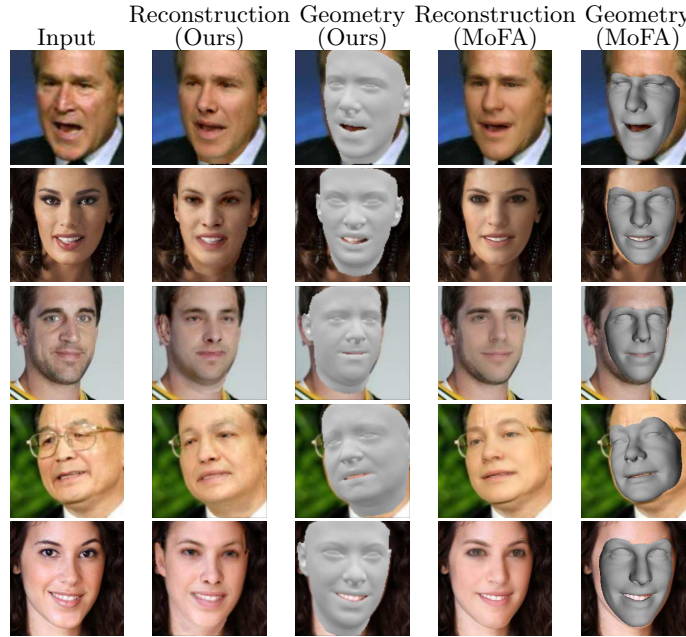 Input
Reconstruction (Ours)
Geometry (Ours)
Reconstruction (MoFA)
Geometry (MoFA)